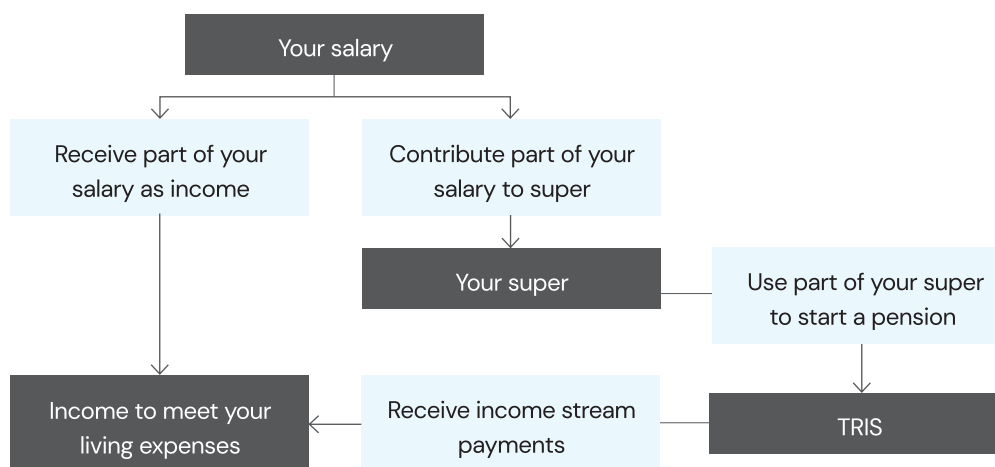 Your salary
Receive part of your
salary as income
Contribute part of your
salary to super
Your super
Use part of your super
to start a pension
Income to meet your
living expenses
Receive income stream
payments
TRIS